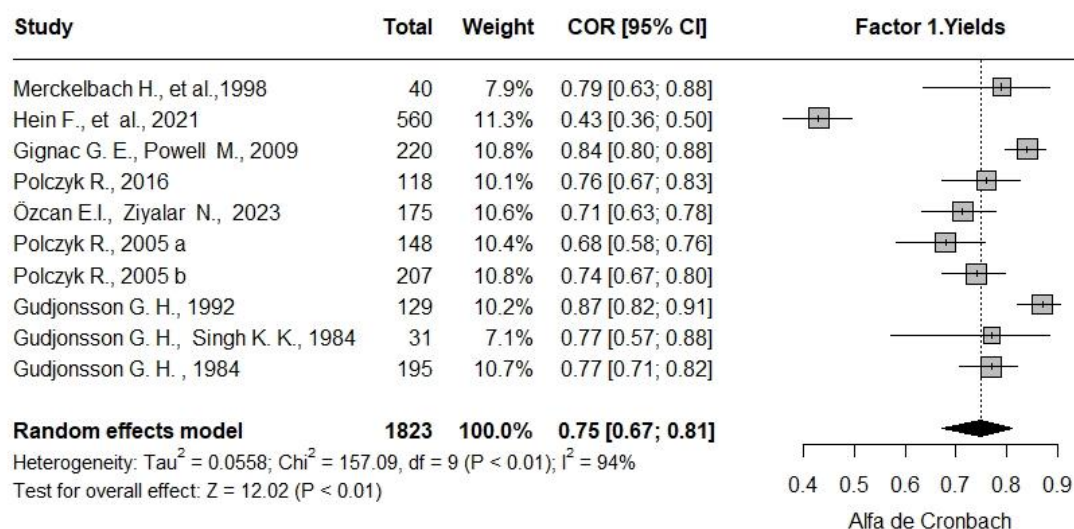 Study Total Weight COR [95% CI] Factor 1.Yields
Merckelbach H., et al.,1998 40 7.9% 0.79 [0.63; 0.88]
Hein F., et al., 2021 560 11.3% 0.43 [0.36; 0.50]
Gignac G. E., Powell M., 2009 220 10.8% 0.84 [0.80; 0.88]
Polczyk R., 2016 118 10.1% 0.76 [0.67; 0.83]
Özcan E.I., Ziyalar N., 2023 175 10.6% 0.71 [0.63; 0.78]
Polczyk R., 2005 a 148 10.4% 0.68 [0.58; 0.76]
Polczyk R., 2005 b 207 10.8% 0.74 [0.67; 0.80]
Gudjonsson G. H., 1992 129 10.2% 0.87 [0.82; 0.91]
Gudjonsson G. H., Singh K. K., 1984 31 7.1% 0.77 [0.57; 0.88]
Gudjonsson G. H. , 1984 195 10.7% 0.77 [0.71; 0.82]
Random effects model 1823 100.0% 0.75 [0.67; 0.81]
Heterogeneity: Tau² = 0.0558; Chi² = 157.09, df = 9 (P < 0.01); I² = 94%
Test for overall effect: Z = 12.02 (P < 0.01)
0.4 0.5 0.6 0.7 0.8 0.9
Alfa de Cronbach